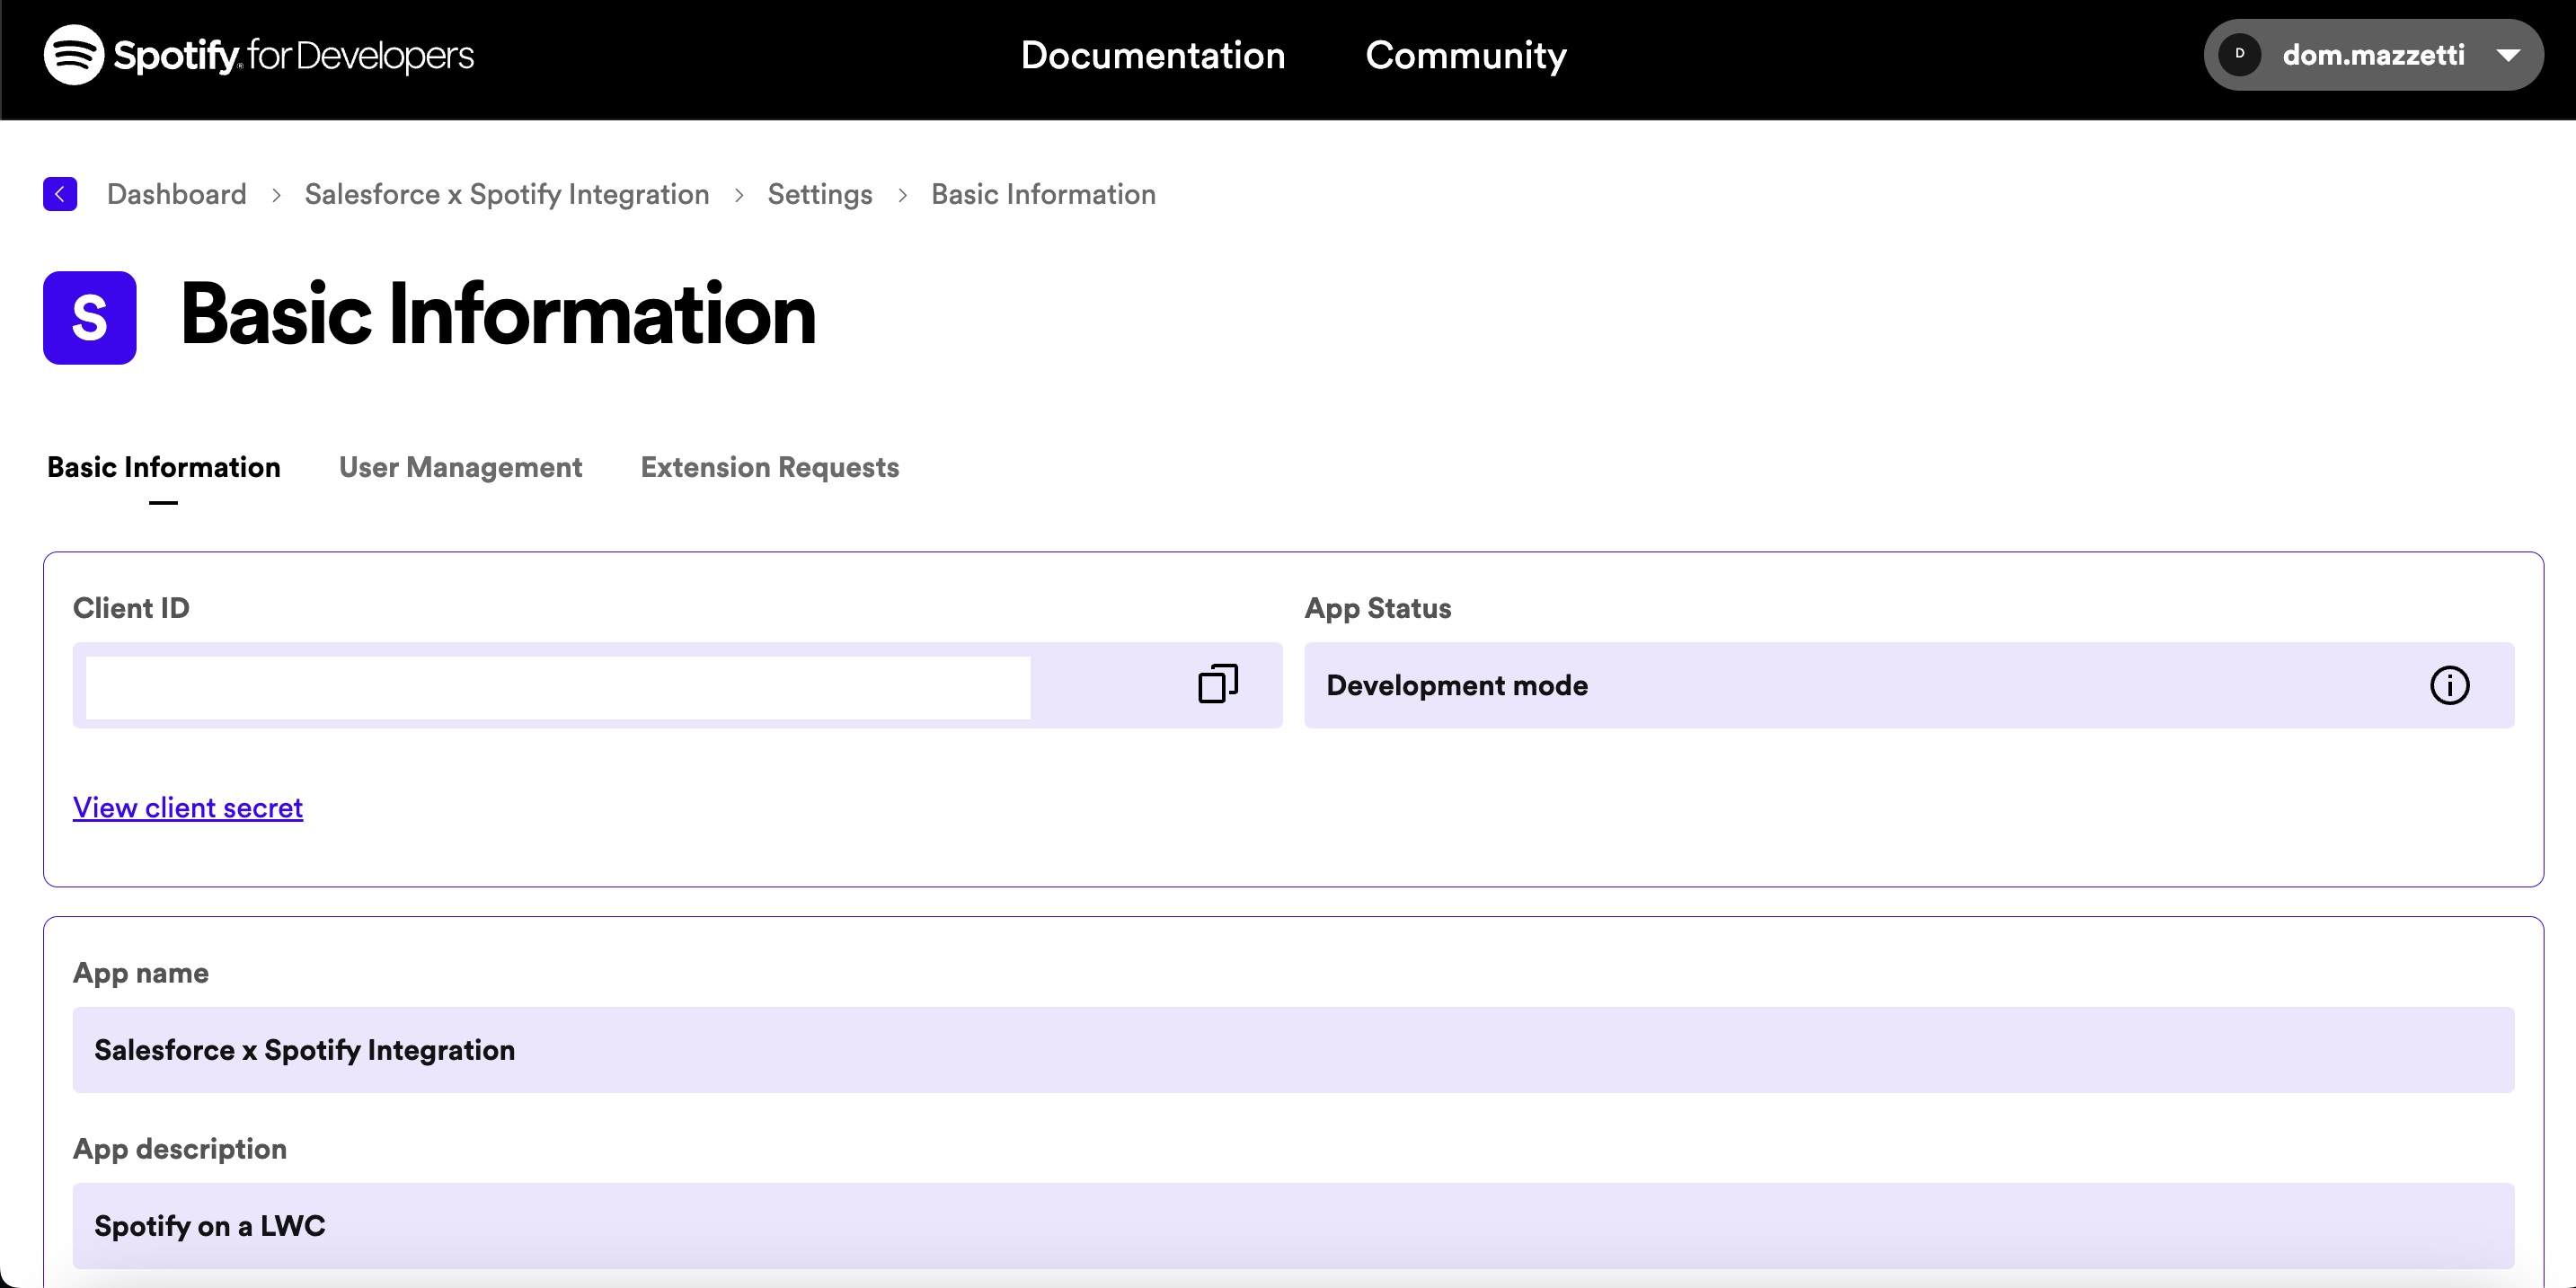 Spotify for Developers
Documentation
Community
D
dom.mazzetti
Dashboard > Salesforce x Spotify Integration > Settings > Basic Information
S
Basic Information
Basic Information
User Management
Extension Requests
Client ID
App Status
Development mode
View client secret
App name
Salesforce x Spotify Integration
App description
Spotify on a LWC